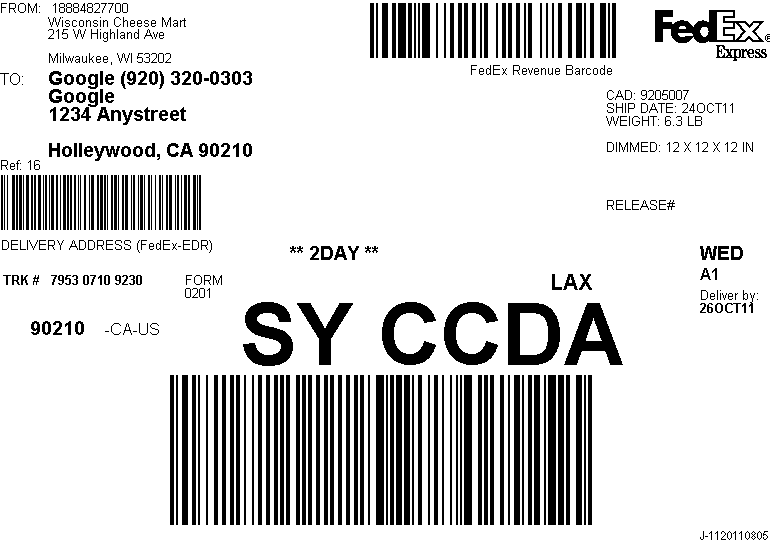 FROM: 18884827700
Wisconsin Cheese Mart
215 W Highland Ave
Milwaukee, WI 53202
FedEx®
Express
FedEx Revenue Barcode
TO: Google (920) 320-0303
Google
1234 Anystreet
Holleywood, CA 90210
CAD: 9205007
SHIP DATE: 24OCT11
WEIGHT: 6.3 LB
DIMMED: 12 X 12 X 12 IN
Ref: 16
RELEASE#
DELIVERY ADDRESS (FedEx-EDR)
** 2DAY **
WED
TRK # 7953 0710 9230 FORM
0201
LAX
A1
Deliver by:
26OCT11
90210 -CA-US
SY CCDA
J-1120110805